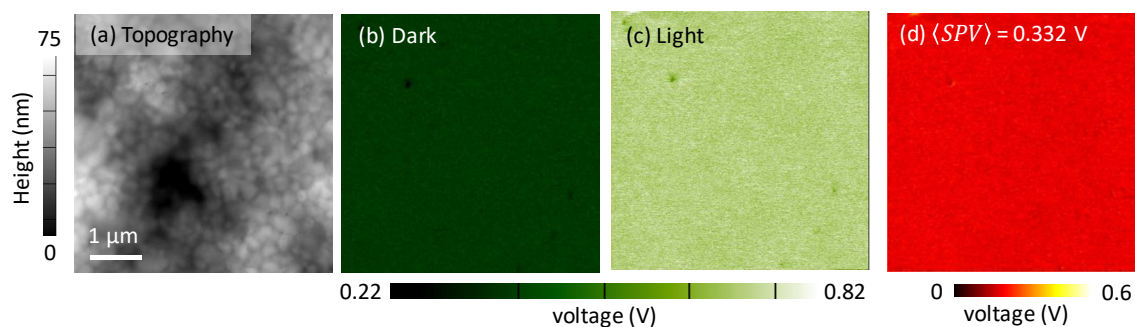 (a) Topography
75
Height (nm)
0
1 μm
(b) Dark
(c) Light
0.22
0.82
voltage (V)
(d) ⟨SPV⟩ = 0.332 V
0
0.6
voltage (V)